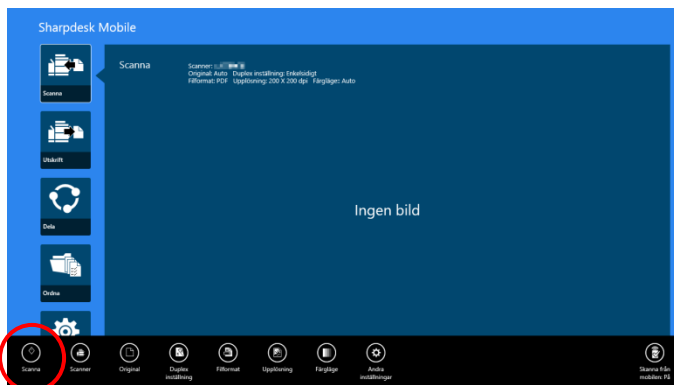 Sharpdesk Mobile
Scanna
Scanna
Scanner:
Original: Auto Duplex inställning: Enkelsidigt
Filformat: PDF Upplösning: 200 X 200 dpi Färgläge: Auto
Utskrift
Ingen bild
Dela
Ordna
Scanna
Scanner
Original
Duplex
inställning
Filformat
Upplösning
Färgläge
Andra
inställningar
Skanna från
mobilen: På